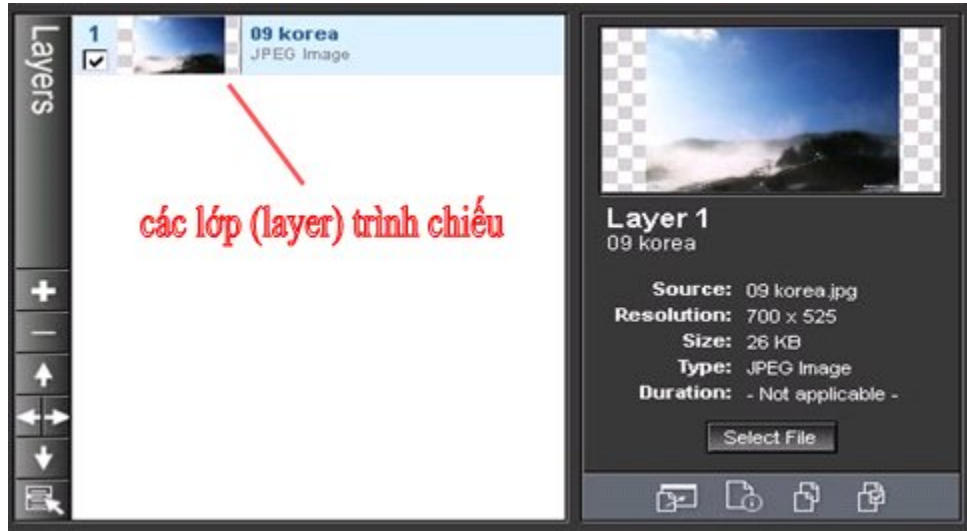 Layers
1
09 korea
JPEG Image
các lớp (layer) trình chiếu
Layer 1
09 korea
Source: 09 korea.jpg
Resolution: 700 x 525
Size: 26 KB
Type: JPEG Image
Duration: - Not applicable -
Select File